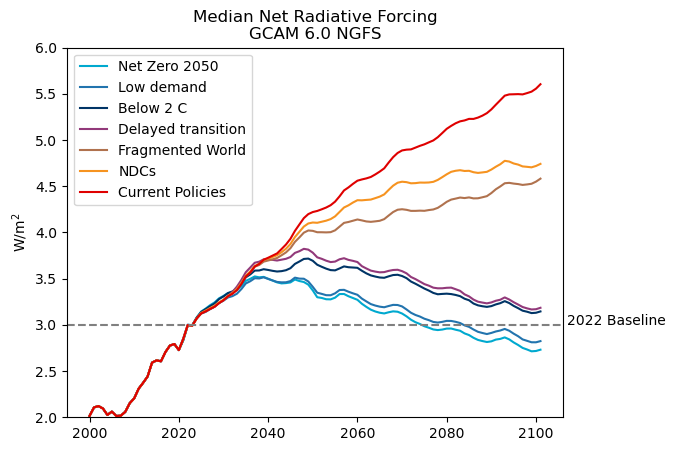 Median Net Radiative Forcing
GCAM 6.0 NGFS
W/m²
6.0
5.5
5.0
4.5
4.0
3.5
3.0
2.5
2.0
Net Zero 2050
Low demand
Below 2 C
Delayed transition
Fragmented World
NDCs
Current Policies
2022 Baseline
2000 2020 2040 2060 2080 2100